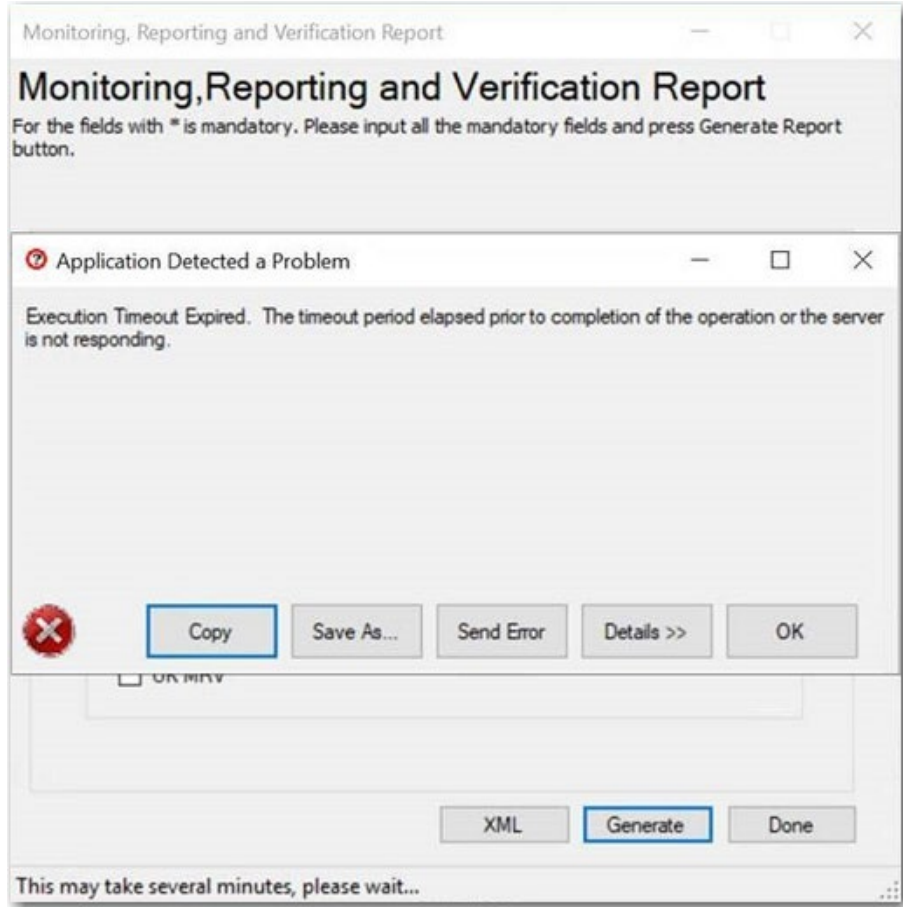 Monitoring, Reporting and Verification Report
Monitoring,Reporting and Verification Report
For the fields with * is mandatory. Please input all the mandatory fields and press Generate Report
button.
Application Detected a Problem
Execution Timeout Expired.  The timeout period elapsed prior to completion of the operation or the server
is not responding.
Copy Save As... Send Error Details >> OK
UK MRV
XML Generate Done
This may take several minutes, please wait...